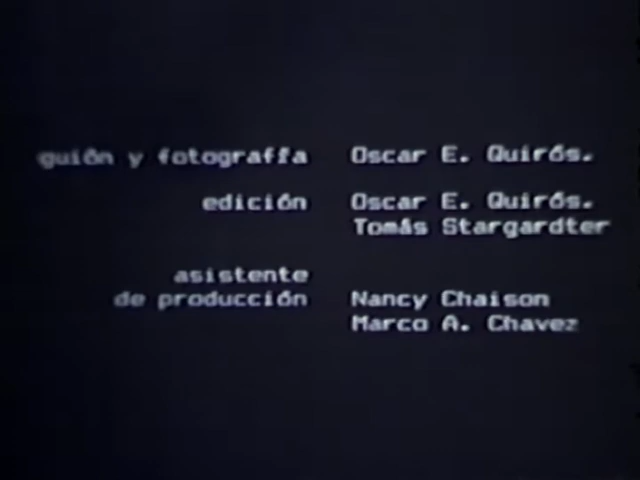 guión y fotografía Oscar E. Quirós.
edición Oscar E. Quirós.
Tomás Stargardter
asistente
de producción Nancy Chaison
Marco A. Chavez